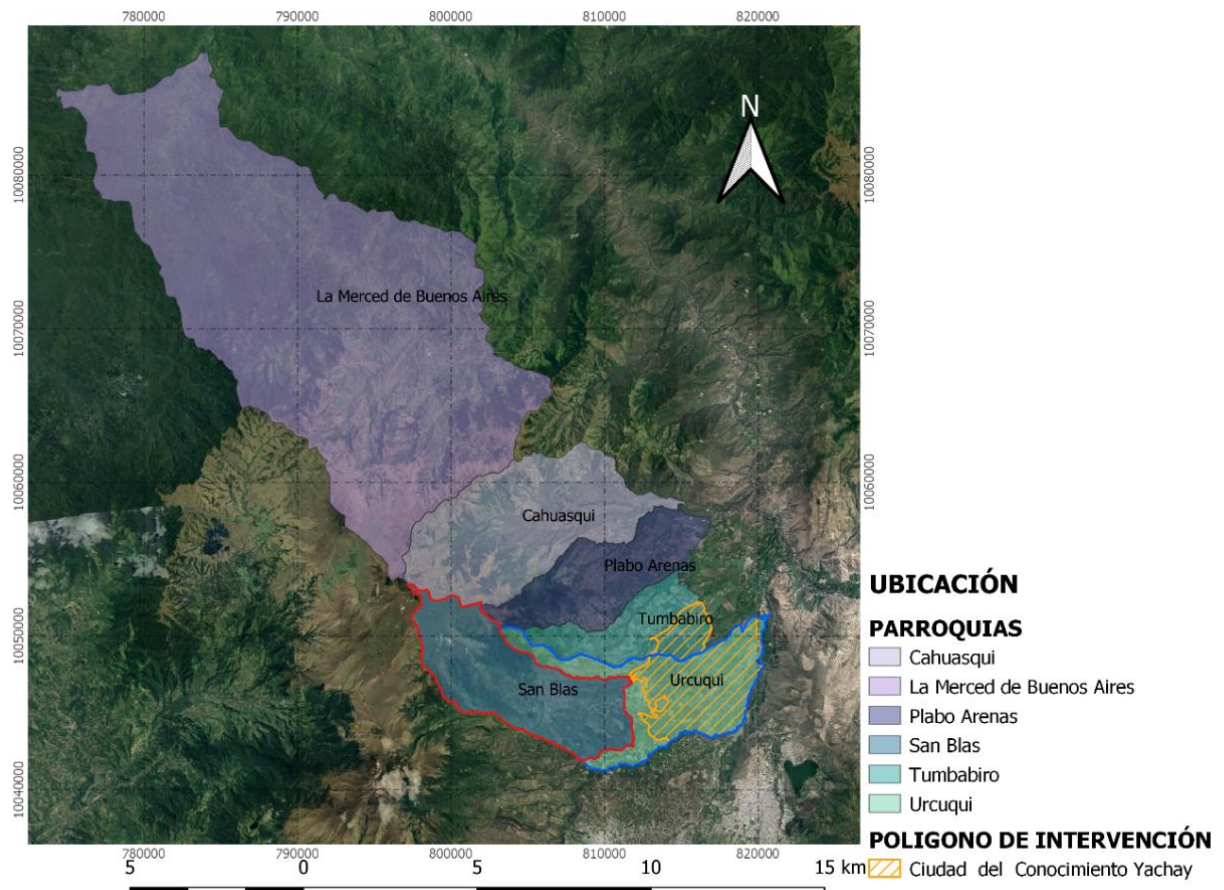 780000 790000 800000 810000 820000
N
10080000 10080000
La Merced de Buenos Aires
10070000 10070000
10060000 10060000
Cahuasqui
Plabo Arenas
Tumbabiro
10050000 10050000
Urcuqui
San Blas
10040000 10040000
780000 790000 800000 810000 820000
5 0 5 10 15 km
UBICACIÓN
PARROQUIAS
Cahuasqui
La Merced de Buenos Aires
Plabo Arenas
San Blas
Tumbabiro
Urcuqui
POLIGONO DE INTERVENCIÓN
Ciudad del Conocimiento Yachay